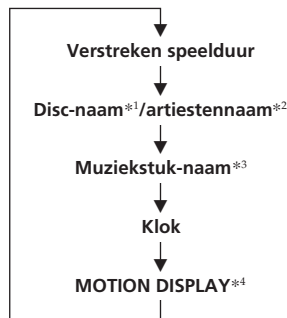 Verstreken speelduur
Disc-naam*1/artiestennaam*2
Muziekstuk-naam*3
Klok
MOTION DISPLAY*4